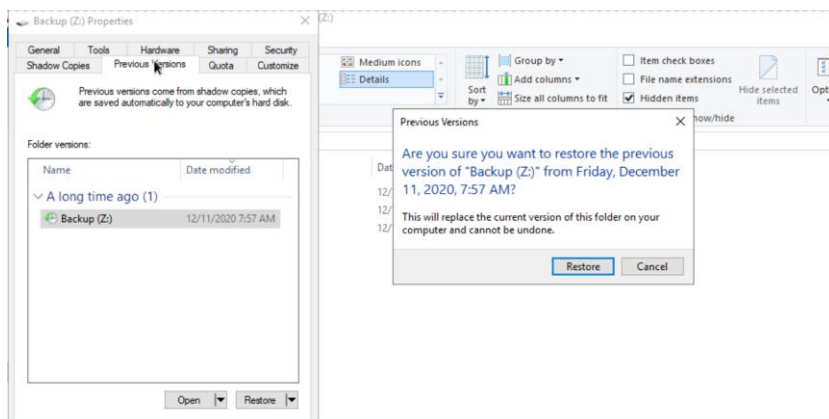 Backup (Z:) Properties
(Z:)
General Tools Hardware Sharing Security
Shadow Copies Previous Versions Quota Customize
Previous versions come from shadow copies, which
are saved automatically to your computer's hard disk.
Folder versions:
Name Date modified
A long time ago (1)
Backup (Z:) 12/11/2020 7:57 AM
Open Restore
Medium icons
Details
Sort
by
Group by
Add columns
Size all columns to fit
Item check boxes
File name extensions
Hidden items
Hide selected
items
how/hide
Dat
12/
12/
12/
Previous Versions
Are you sure you want to restore the previous
version of "Backup (Z:)" from Friday, December
11, 2020, 7:57 AM?
This will replace the current version of this folder on your
computer and cannot be undone.
Restore Cancel